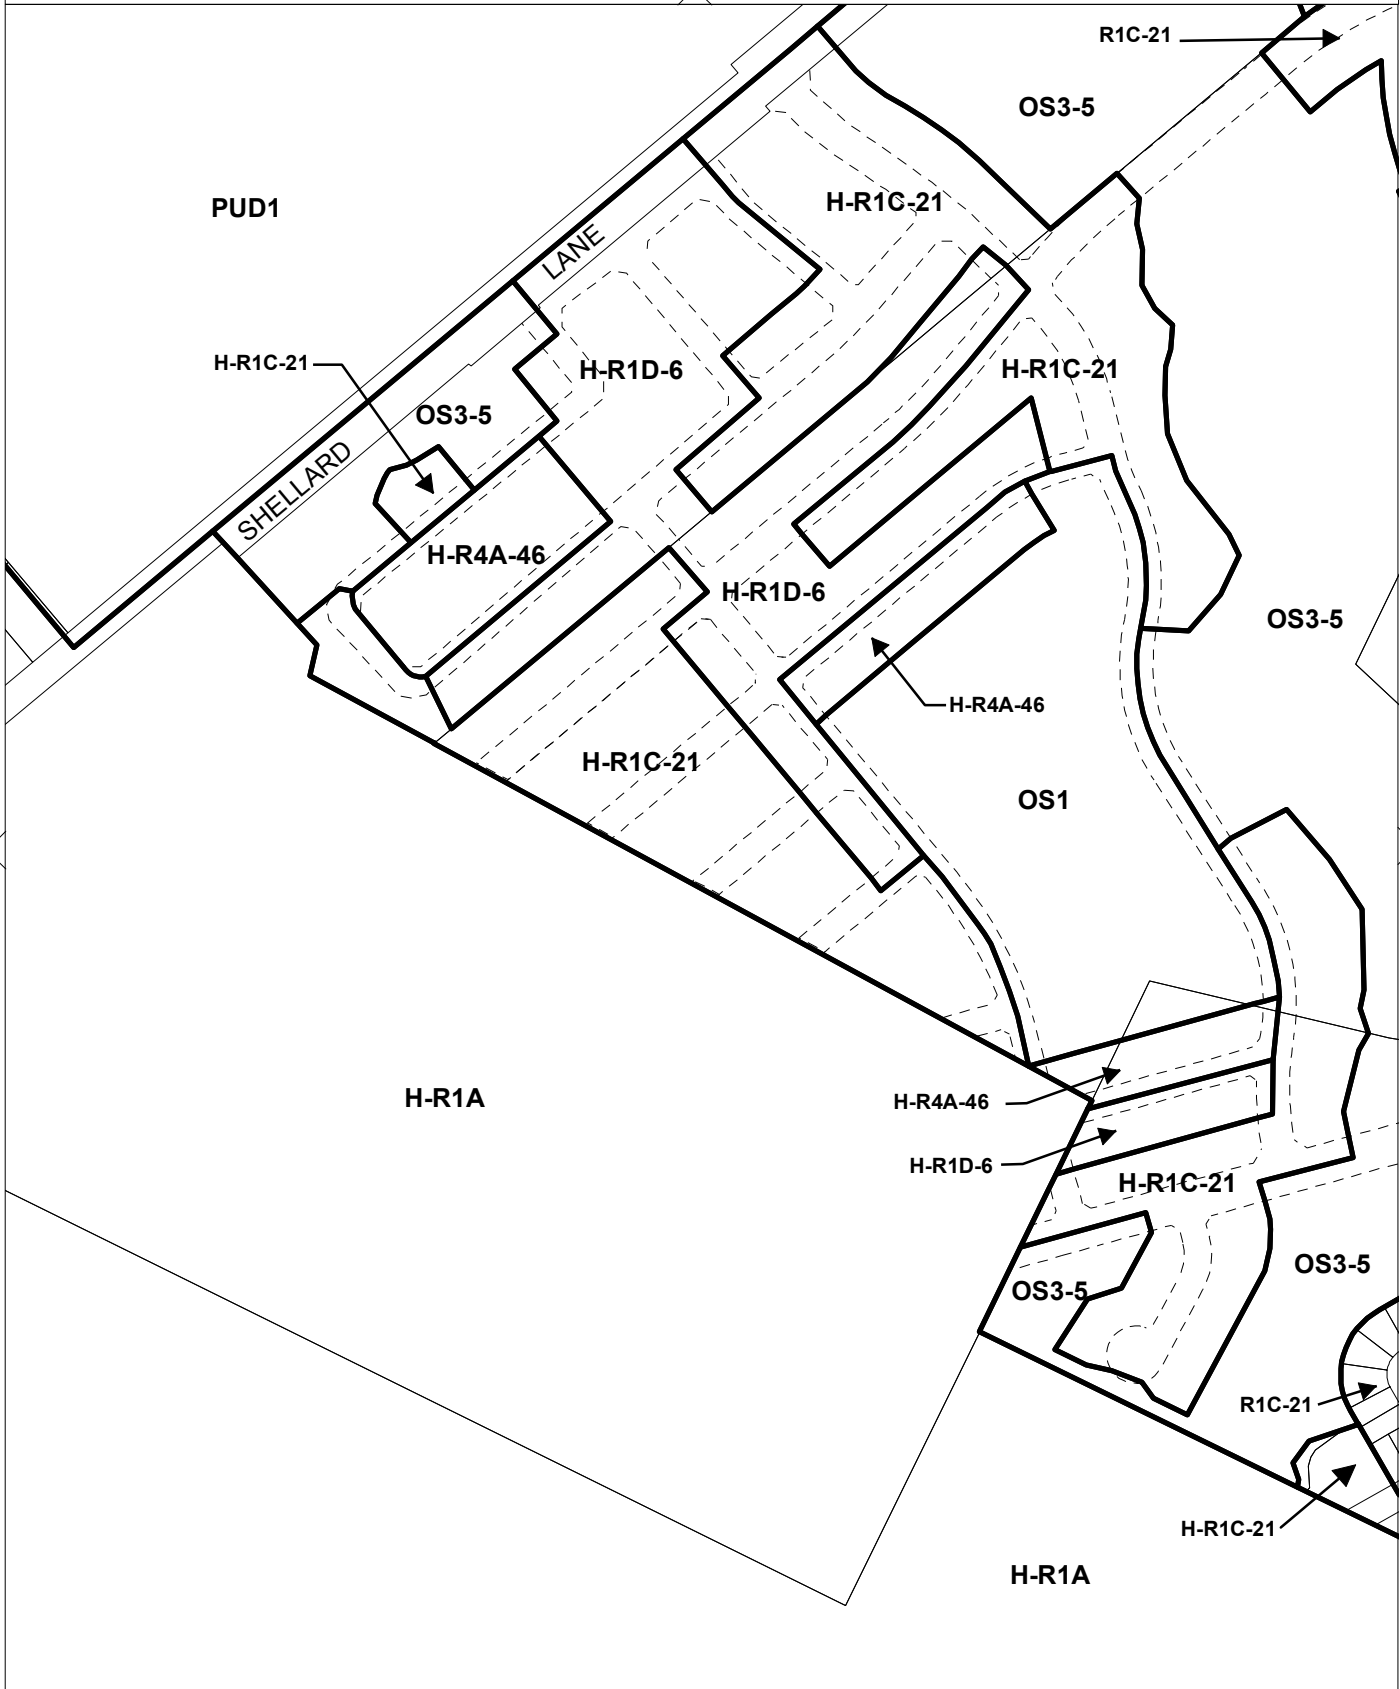 R1C-21
OS3-5
H-R1C-21
PUD1
LANE
H-R1C-21
H-R1D-6
H-R1C-21
OS3-5
SHELLARD
H-R4A-46
H-R1D-6
OS3-5
H-R4A-46
H-R1C-21
OS1
H-R1A
H-R4A-46
H-R1D-6
H-R1C-21
OS3-5
OS3-5
R1C-21
H-R1C-21
H-R1A